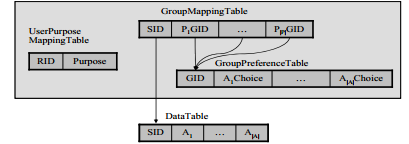 GroupMappingTable
SID P1GID … P|P|GID
UserPurpose
MappingTable
RID Purpose
GroupPreferenceTable
GID A1Choice … A|A|Choice
DataTable
SID A1 … A|A|